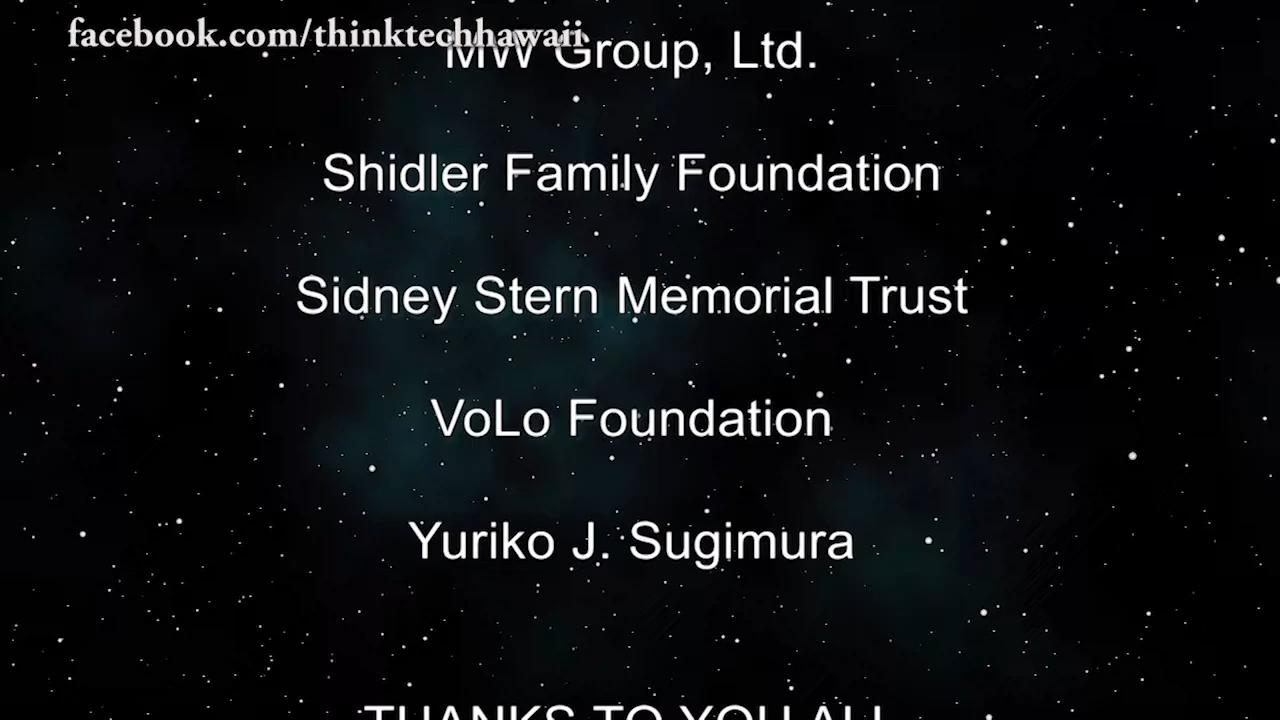 facebook.com/thinktechhawaii
MW Group, Ltd.
Shidler Family Foundation
Sidney Stern Memorial Trust
VoLo Foundation
Yuriko J. Sugimura
THANKS TO YOU ALL